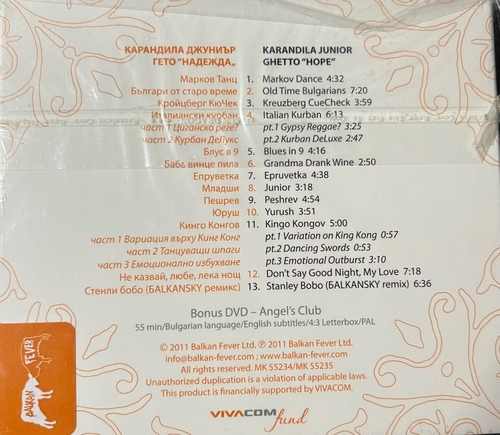 КАРАНДИЛА ДЖУНИЪР KARANDILA JUNIOR
ГЕТО "НАДЕЖДА„ GHETTO "HOPE"
Марков Танц 1. Markov Dance 4:32
Българи от старо време 2. Old Time Bulgarians 7:20
Кройцберг КюЧек 3. Kreuzberg CueCheck 3:59
Италиански курбан 4. Italian Kurban 6:13
част 1 Циганско реге? pt.1 Gypsy Reggae? 3:25
част 2 Курбан ДеЛукс pt.2 Kurban DeLuxe 2:47
Блус в 9 5. Blues in 9 4:16
Баба винце пила 6. Grandma Drank Wine 2:50
Епруветка 7. Epruvetka 4:38
Младши 8. Junior 3:18
Пешрев 9. Peshrev 4:54
Юруш 10. Yurush 3:51
Кинго Конгов 11. Kingo Kongov 5:00
част 1 Вариация върху Кинг Конг pt.1 Variation on King Kong 0:57
част 2 Танцуващи шпаги pt.2 Dancing Swords 0:53
част 3 Емоционално избухване pt.3 Emotional Outburst 3:?
Не казвай, любе, лека нощ 12. Don't Say Good Night, My Love 7:18
Стенли бобо (БALKANSKY ремикс) 13. Stanley Bobo (БALKANSKY remix) 6:36
Bonus DVD – Angel's Club
55 min/Bulgarian language/English subtitles/4:3 Letterbox/PAL
© 2011 Balkan Fever Ltd. ℗ 2011 Balkan Fever Ltd.
info@balkan-fever.com ; www.balkan-fever.com
All rights reserved. MK 55234/MK 55235
Unauthorized duplication is a violation of applicable laws.
This product is financially supported by VIVACOM.
BALKAN FEVER
VIVACOM fund